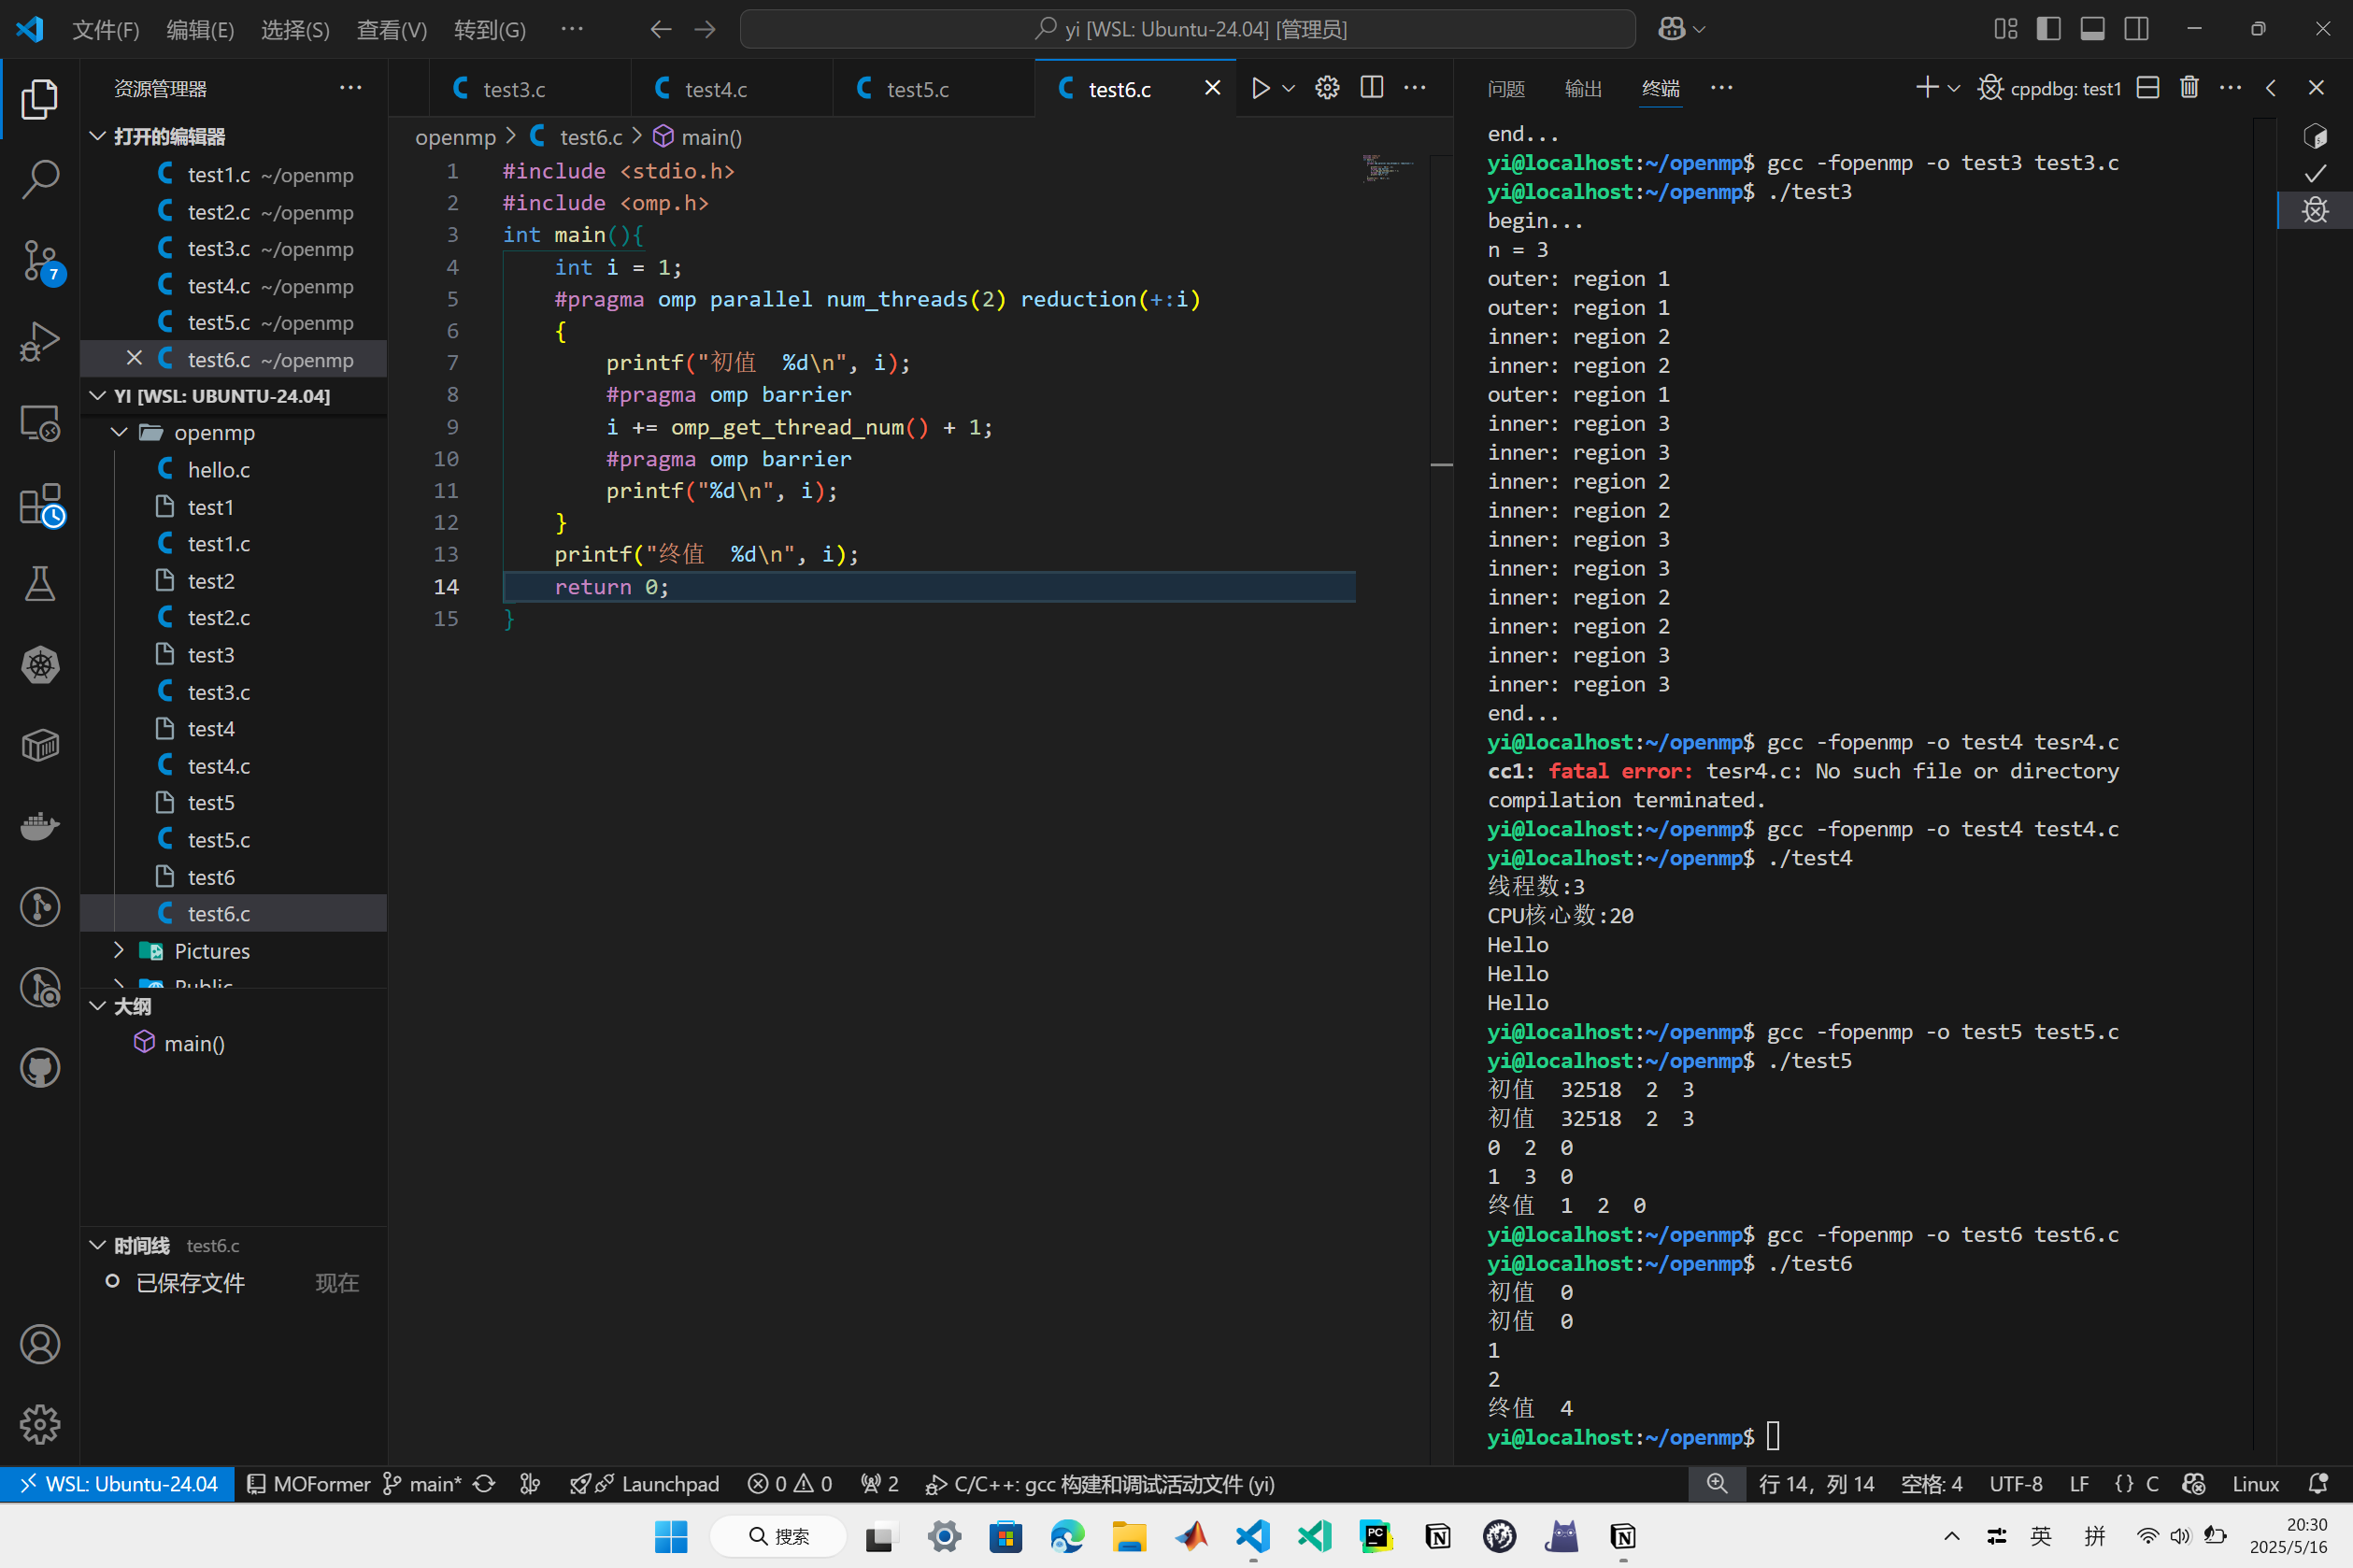 文件(F) 编辑(E) 选择(S) 查看(V) 转到(G) ···
yi [WSL: Ubuntu-24.04] [管理员]
资源管理器 ···
打开的编辑器
test1.c ~/openmp
test2.c ~/openmp
test3.c ~/openmp
test4.c ~/openmp
test5.c ~/openmp
test6.c ~/openmp
YI [WSL: UBUNTU-24.04]
openmp
hello.c
test1
test1.c
test2
test2.c
test3
test3.c
test4
test4.c
test5
test5.c
test6
test6.c
Pictures
Public
大纲
main()
时间线 test6.c
已保存文件 现在
7
test3.c test4.c test5.c test6.c
openmp > test6.c > main()
1 #include <stdio.h>
2 #include <omp.h>
3 int main(){
4 int i = 1;
5 #pragma omp parallel num_threads(2) reduction(+:i)
6 {
7 printf("初值  %d\n", i);
8 #pragma omp barrier
9 i += omp_get_thread_num() + 1;
10 #pragma omp barrier
11 printf("%d\n", i);
12 }
13 printf("终值  %d\n", i);
14 return 0;
15 }
问题 输出 终端 ···
cppdbg: test1
end...
yi@localhost:~/openmp$ gcc -fopenmp -o test3 test3.c
yi@localhost:~/openmp$ ./test3
begin...
n = 3
outer: region 1
outer: region 1
inner: region 2
inner: region 2
outer: region 1
inner: region 3
inner: region 3
inner: region 2
inner: region 2
inner: region 3
inner: region 3
inner: region 2
inner: region 2
inner: region 3
inner: region 3
end...
yi@localhost:~/openmp$ gcc -fopenmp -o test4 tesr4.c
cc1: fatal error: tesr4.c: No such file or directory
compilation terminated.
yi@localhost:~/openmp$ gcc -fopenmp -o test4 test4.c
yi@localhost:~/openmp$ ./test4
线程数:3
CPU核心数:20
Hello
Hello
Hello
yi@localhost:~/openmp$ gcc -fopenmp -o test5 test5.c
yi@localhost:~/openmp$ ./test5
初值  32518  2  3
初值  32518  2  3
0  2  0
1  3  0
终值  1  2  0
yi@localhost:~/openmp$ gcc -fopenmp -o test6 test6.c
yi@localhost:~/openmp$ ./test6
初值  0
初值  0
1
2
终值  4
yi@localhost:~/openmp$
WSL: Ubuntu-24.04 MOFormer main* Launchpad 0 0 2 C/C++: gcc 构建和调试活动文件 (yi)
行 14，列 14 空格: 4 UTF-8 LF {} C Linux
搜索
PC
英 拼
20:30
2025/5/16